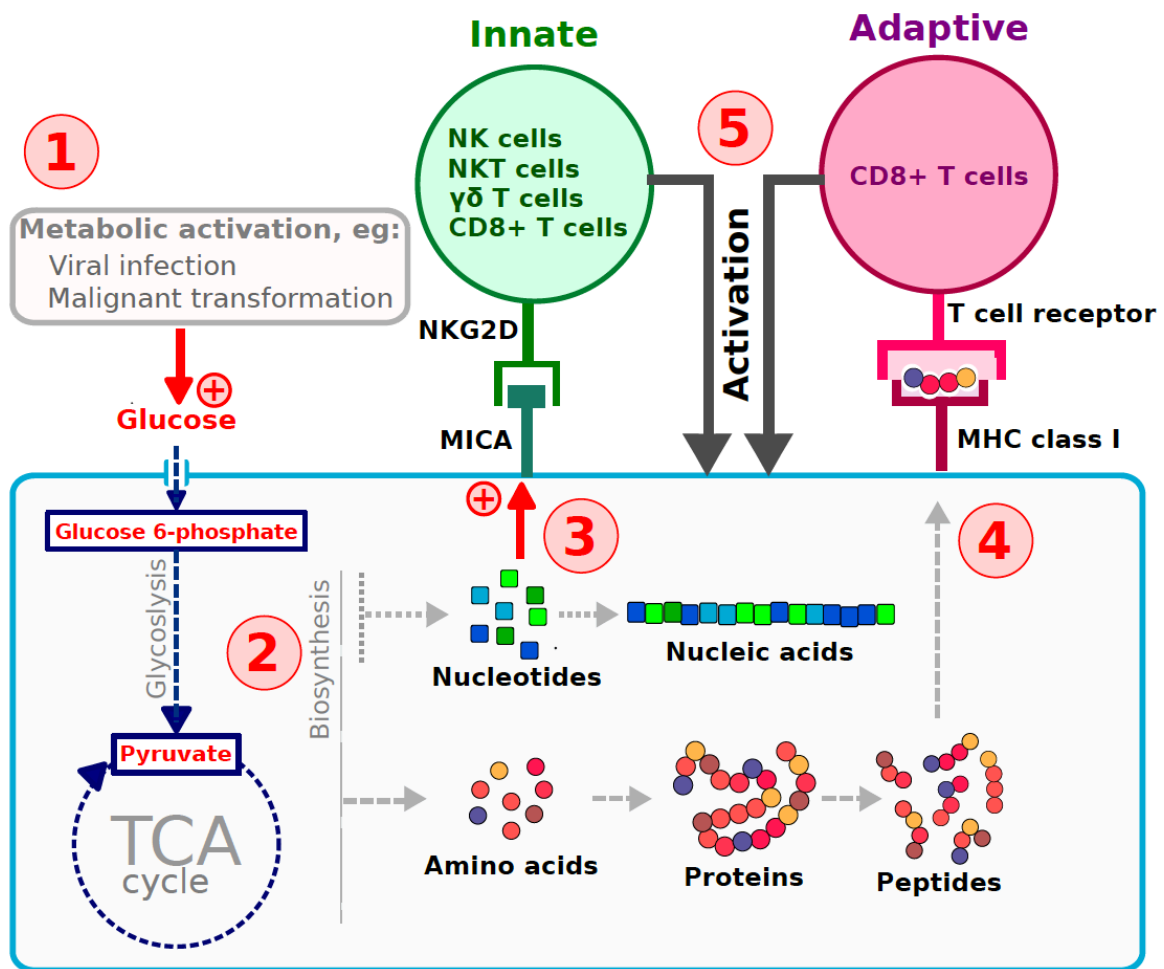 Innate
Adaptive
1
5
NK cells
NKT cells
γδ T cells
CD8+ T cells
CD8+ T cells
Metabolic activation, eg:
Viral infection
Malignant transformation
Activation
NKG2D
T cell receptor
+
Glucose
MICA
MHC class I
+
3
4
Glucose 6-phosphate
Glycoslysis
2
Biosynthesis
Nucleotides
Nucleic acids
Pyruvate
TCA
cycle
Amino acids
Proteins
Peptides